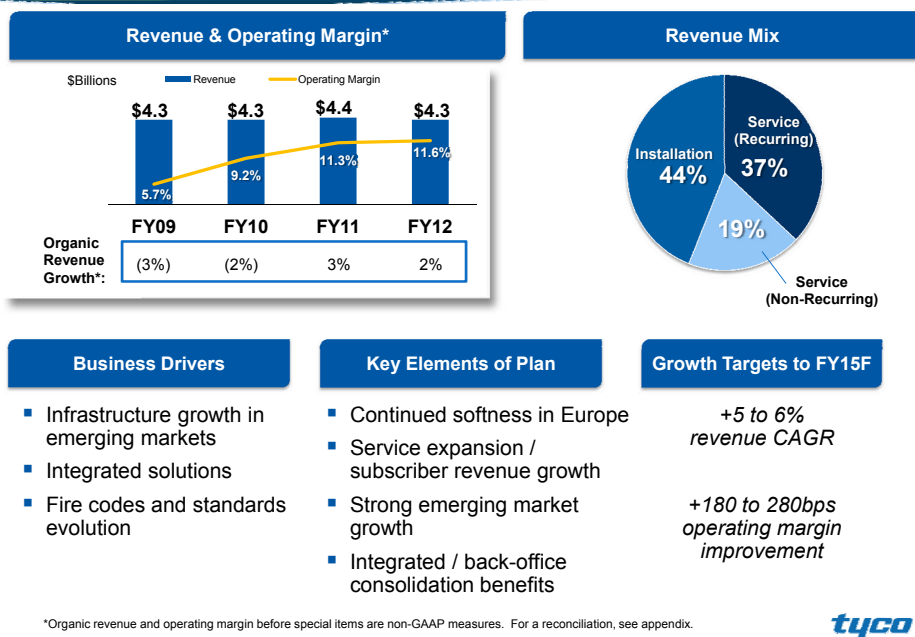 Revenue & Operating Margin*
$Billions
Revenue
Operating Margin
$4.3
$4.3
$4.4
$4.3
5.7%
9.2%
11.3%
11.6%
FY09
FY10
FY11
FY12
Organic
Revenue
Growth*:
(3%)
(2%)
3%
2%
Revenue Mix
Service
(Recurring)
37%
Installation
44%
19%
Service
(Non-Recurring)
Business Drivers
Infrastructure growth in
emerging markets
Integrated solutions
Fire codes and standards
evolution
Key Elements of Plan
Continued softness in Europe
Service expansion /
subscriber revenue growth
Strong emerging market
growth
Integrated / back-office
consolidation benefits
Growth Targets to FY15F
+5 to 6%
revenue CAGR
+180 to 280bps
operating margin
improvement
*Organic revenue and operating margin before special items are non-GAAP measures. For a reconciliation, see appendix.
tyco